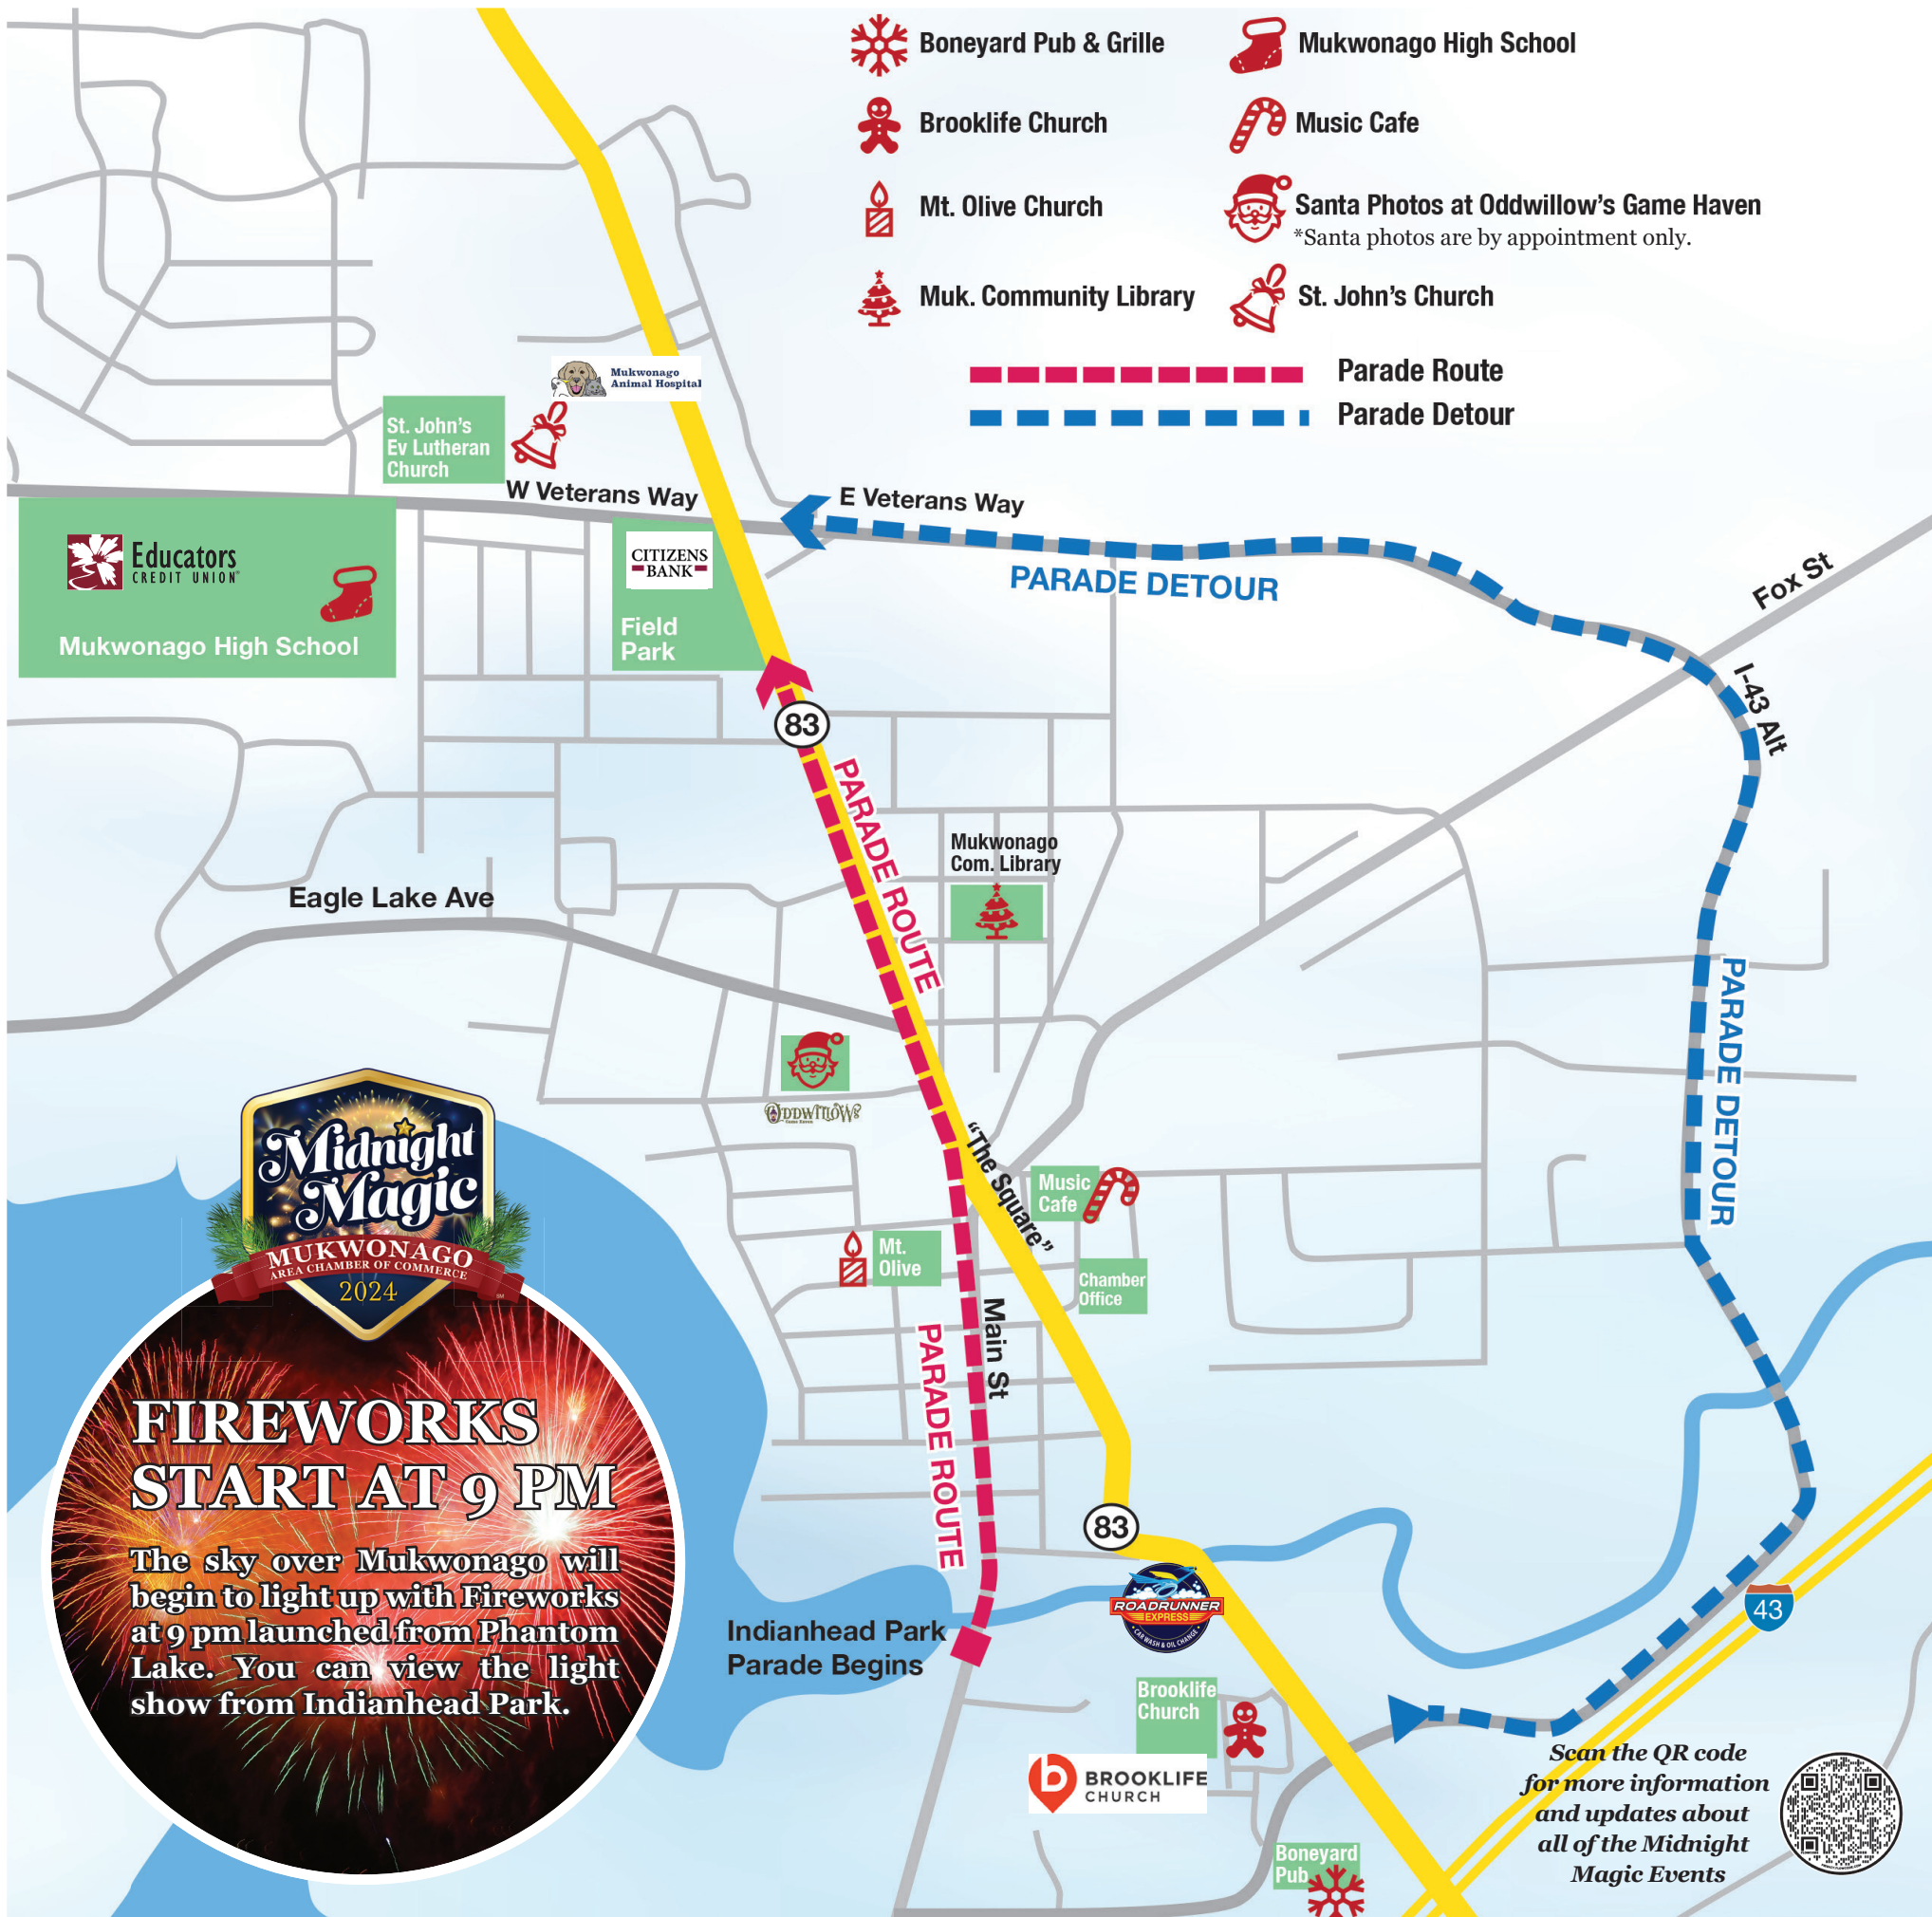 Boneyard Pub & Grille
Mukwonago High School
Brooklife Church
Music Cafe
Mt. Olive Church
Santa Photos at Oddwillow's Game Haven
*Santa photos are by appointment only.
Muk. Community Library
St. John's Church
Parade Route
Parade Detour
Mukwonago
Animal Hospital
St. John's
Ev Lutheran
Church
W Veterans Way
E Veterans Way
PARADE DETOUR
Fox St
I-43 Alt
Educators
CREDIT UNION
Mukwonago High School
CITIZENS
BANK
Field
Park
83
PARADE ROUTE
Mukwonago
Com. Library
Eagle Lake Ave
PARADE DETOUR
ODDWILLOW'S
Game Haven
"The Square"
Music
Cafe
Mt.
Olive
Chamber
Office
Main St
PARADE ROUTE
83
Midnight
Magic
MUKWONAGO
AREA CHAMBER OF COMMERCE
2024
SM
FIREWORKS
START AT 9 PM
The sky over Mukwonago will
begin to light up with Fireworks
at 9 pm launched from Phantom
Lake. You can view the light
show from Indianhead Park.
Indianhead Park
Parade Begins
ROADRUNNER
EXPRESS
CAR WASH & OIL CHANGE
43
Brooklife
Church
BROOKLIFE
CHURCH
Boneyard
Pub
Scan the QR code
for more information
and updates about
all of the Midnight
Magic Events